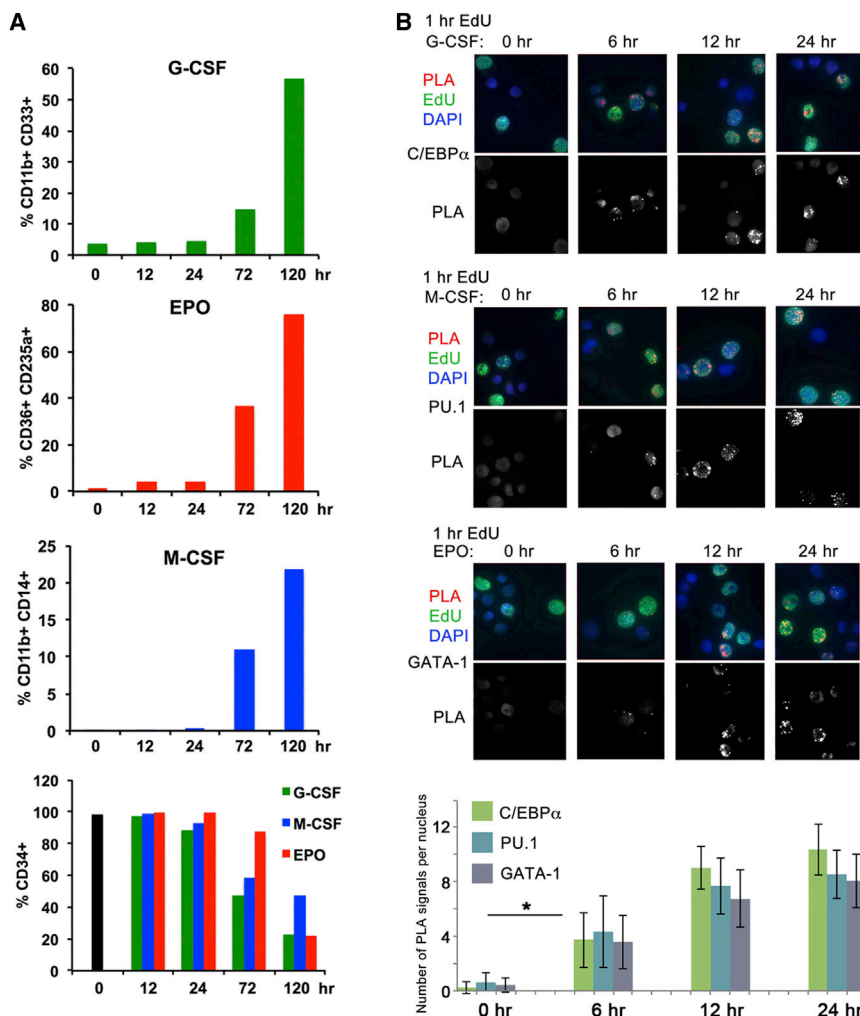 A
G-CSF
% CD11b+ CD33+
60
50
40
30
20
10
0
0 12 24 72 120 hr
EPO
% CD36+ CD235a+
80
60
40
20
0
0 12 24 72 120 hr
M-CSF
% CD11b+ CD14+
25
20
15
10
5
0
0 12 24 72 120 hr
% CD34+
120
100
80
60
40
20
0
G-CSF
M-CSF
EPO
0 12 24 72 120 hr
B
1 hr EdU
G-CSF: 0 hr 6 hr 12 hr 24 hr
PLA
EdU
DAPI
C/EBPα
PLA
1 hr EdU
M-CSF: 0 hr 6 hr 12 hr 24 hr
PLA
EdU
DAPI
PU.1
PLA
1 hr EdU
EPO: 0 hr 6 hr 12 hr 24 hr
PLA
EdU
DAPI
GATA-1
PLA
Number of PLA signals per nucleus
12
8
4
0
C/EBPα
PU.1
GATA-1
*
0 hr 6 hr 12 hr 24 hr